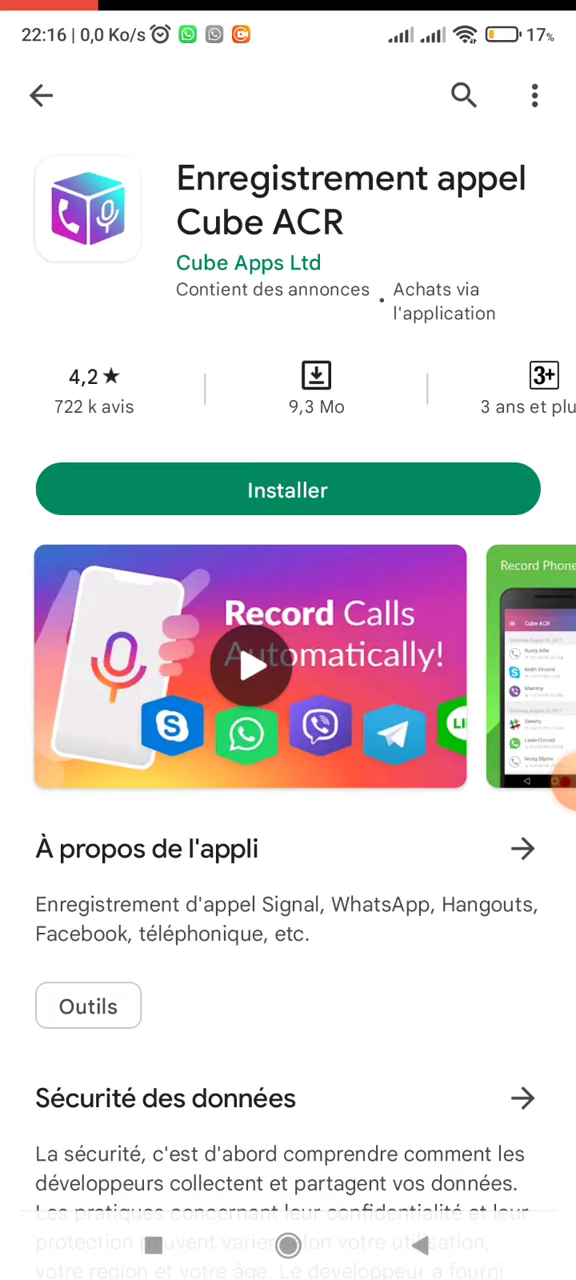 22:16 | 0,0 Ko/s
17%
Enregistrement appel
Cube ACR
Cube Apps Ltd
Contient des annonces • Achats via
l'application
4,2 ★
722 k avis
9,3 Mo
3+
3 ans et plu
Installer
Record Calls
Automatically!
LI
Record Phone
Cube ACR
À propos de l'appli
Enregistrement d'appel Signal, WhatsApp, Hangouts,
Facebook, téléphonique, etc.
Outils
Sécurité des données
La sécurité, c'est d'abord comprendre comment les
développeurs collectent et partagent vos données.
Les pratiques concernant leur confidentialité et leur
protection peuvent varier selon votre utilisation,
votre région et votre âge. Le développeur a fourni